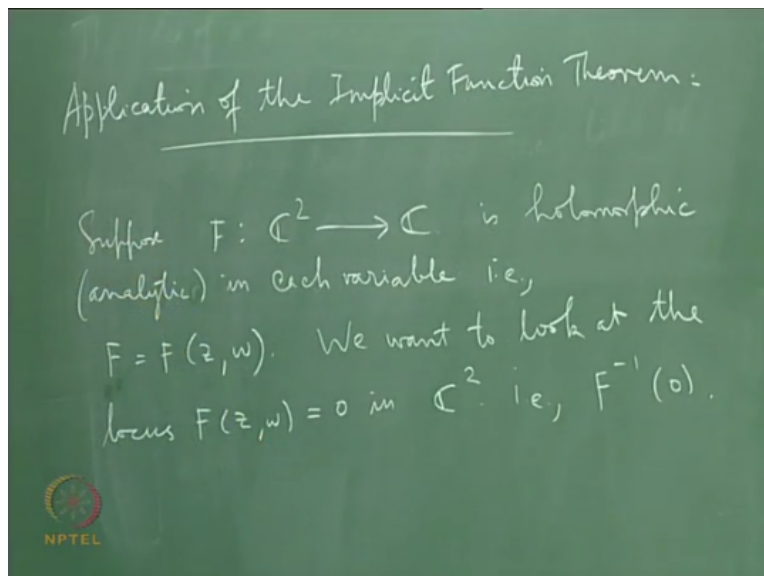 Application of the Implicit Function Theorem:
Suppose F: ℂ² ⟶ ℂ is holomorphic
(analytic) in each variable i.e.,
F = F(z, w). We want to look at the
locus F(z, w) = 0 in ℂ². i.e., F⁻¹(0).
NPTEL